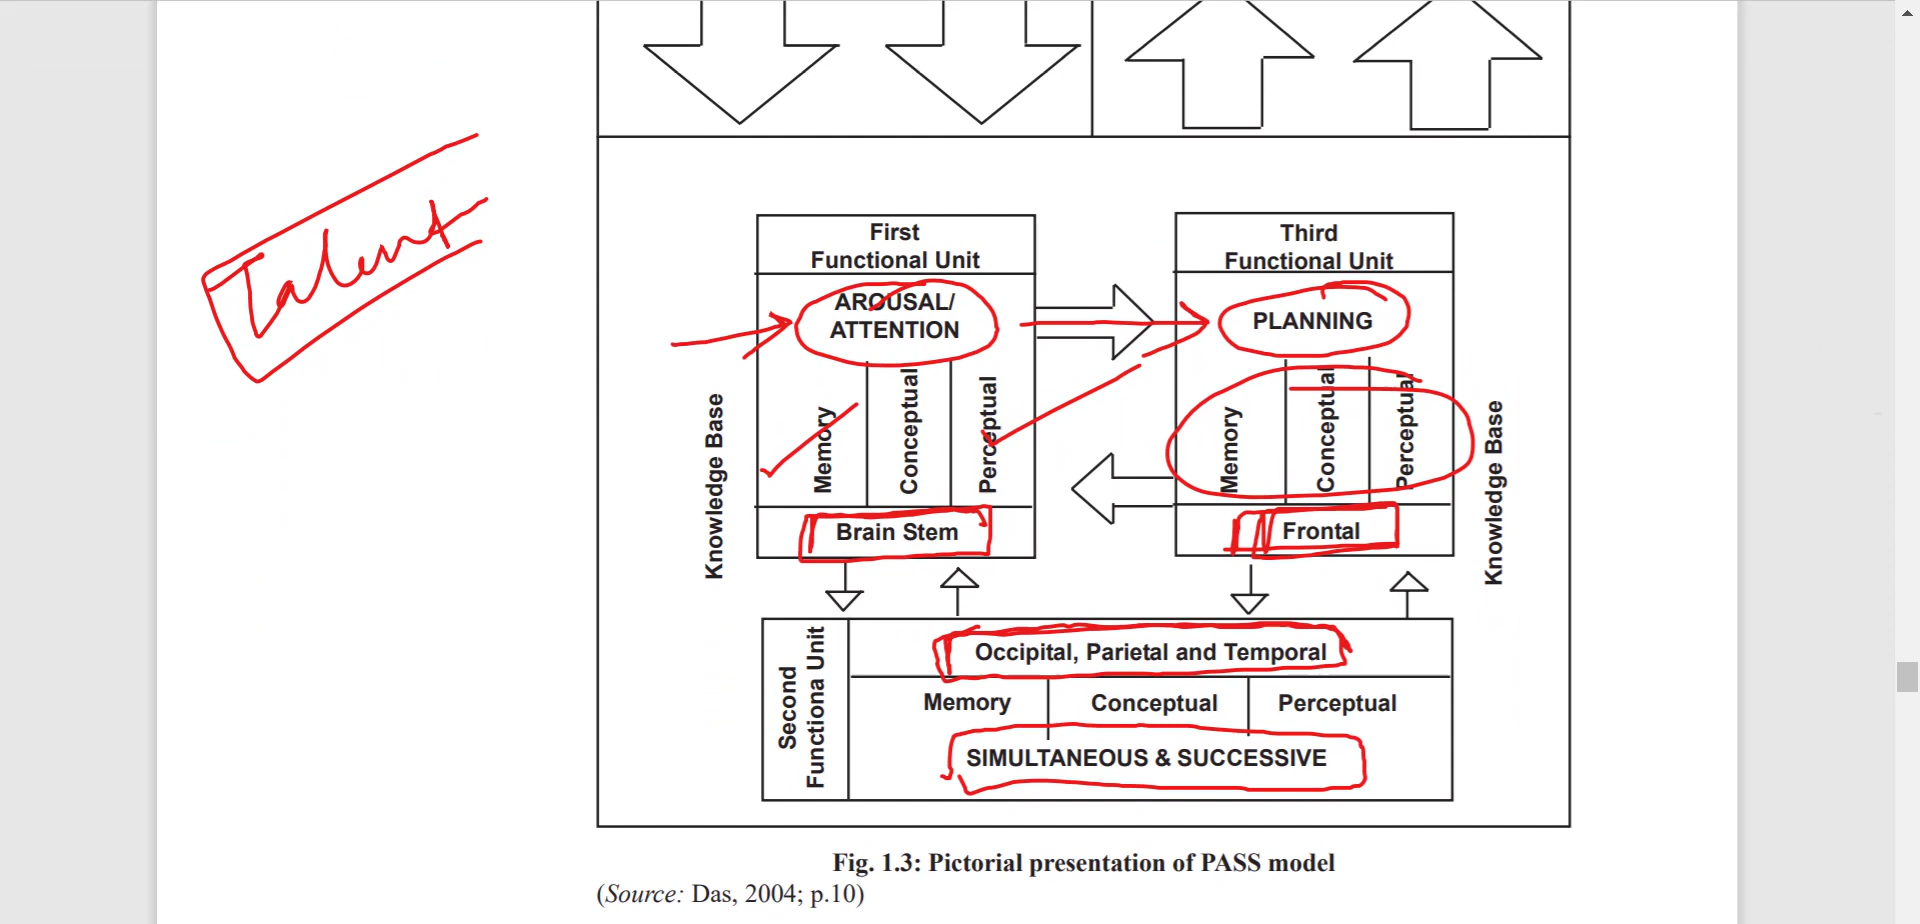 Talent
First
Functional Unit
AROUSAL/
ATTENTION
Memory
Conceptual
Perceptual
Brain Stem
Knowledge Base
Third
Functional Unit
PLANNING
Memory
Conceptual
Perceptual
Frontal
Knowledge Base
Second
Functiona Unit
Occipital, Parietal and Temporal
Memory Conceptual Perceptual
SIMULTANEOUS & SUCCESSIVE
Fig. 1.3: Pictorial presentation of PASS model
(Source: Das, 2004; p.10)